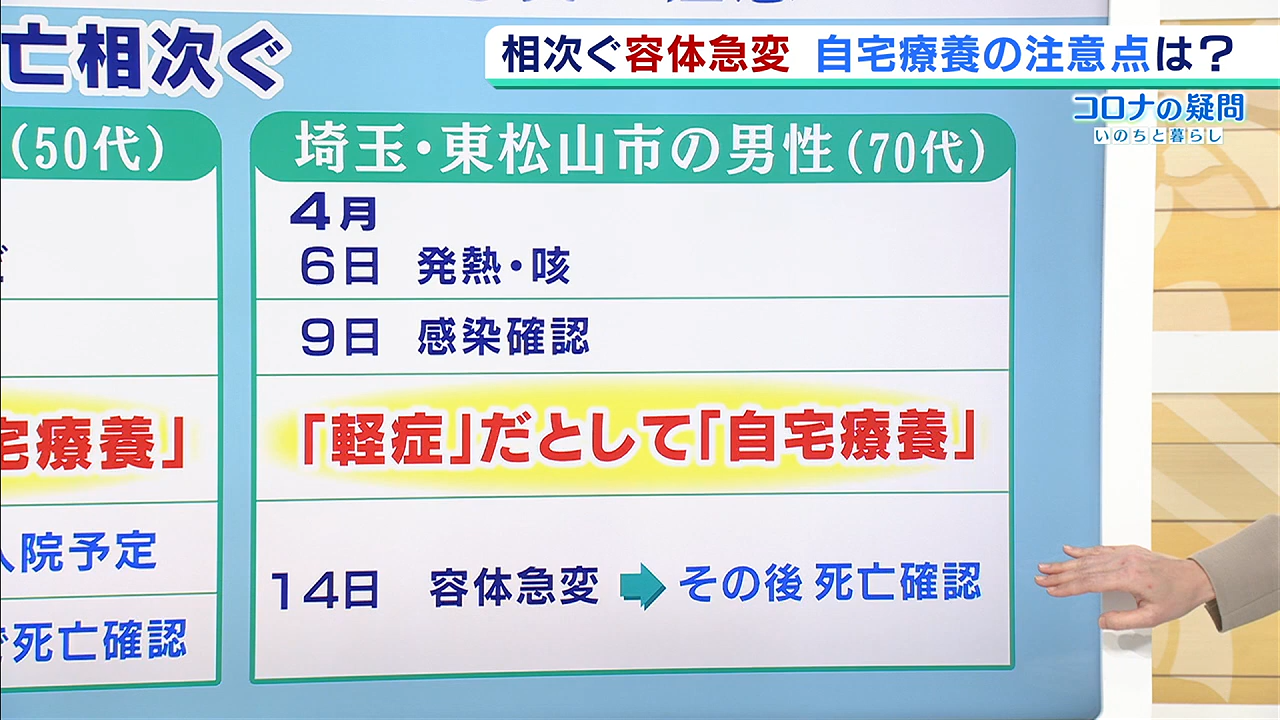 相次ぐ容体急変 自宅療養の注意点は？
コロナの疑問
いのちと暮らし
亡相次ぐ
（50代）
宅療養」
入院予定
で死亡確認
埼玉・東松山市の男性（70代）
4月
6日 発熱・咳
9日 感染確認
「軽症」だとして「自宅療養」
14日 容体急変 ➡ その後 死亡確認